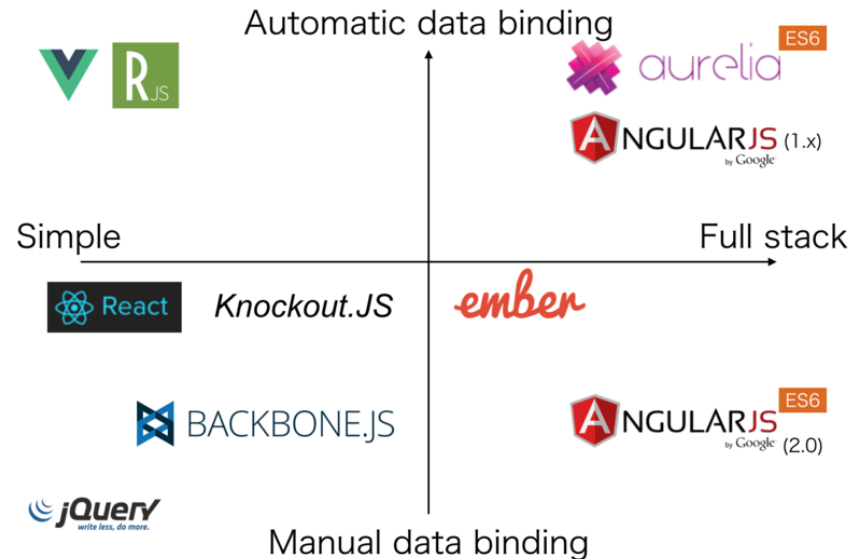 Automatic data binding
ES6
R JS
aurelia
ANGULARJS (1.x)
by Google
Simple
Full stack
React
Knockout.JS
ember
BACKBONE.JS
ES6
ANGULARJS
by Google (2.0)
jQuery
write less, do more.
Manual data binding